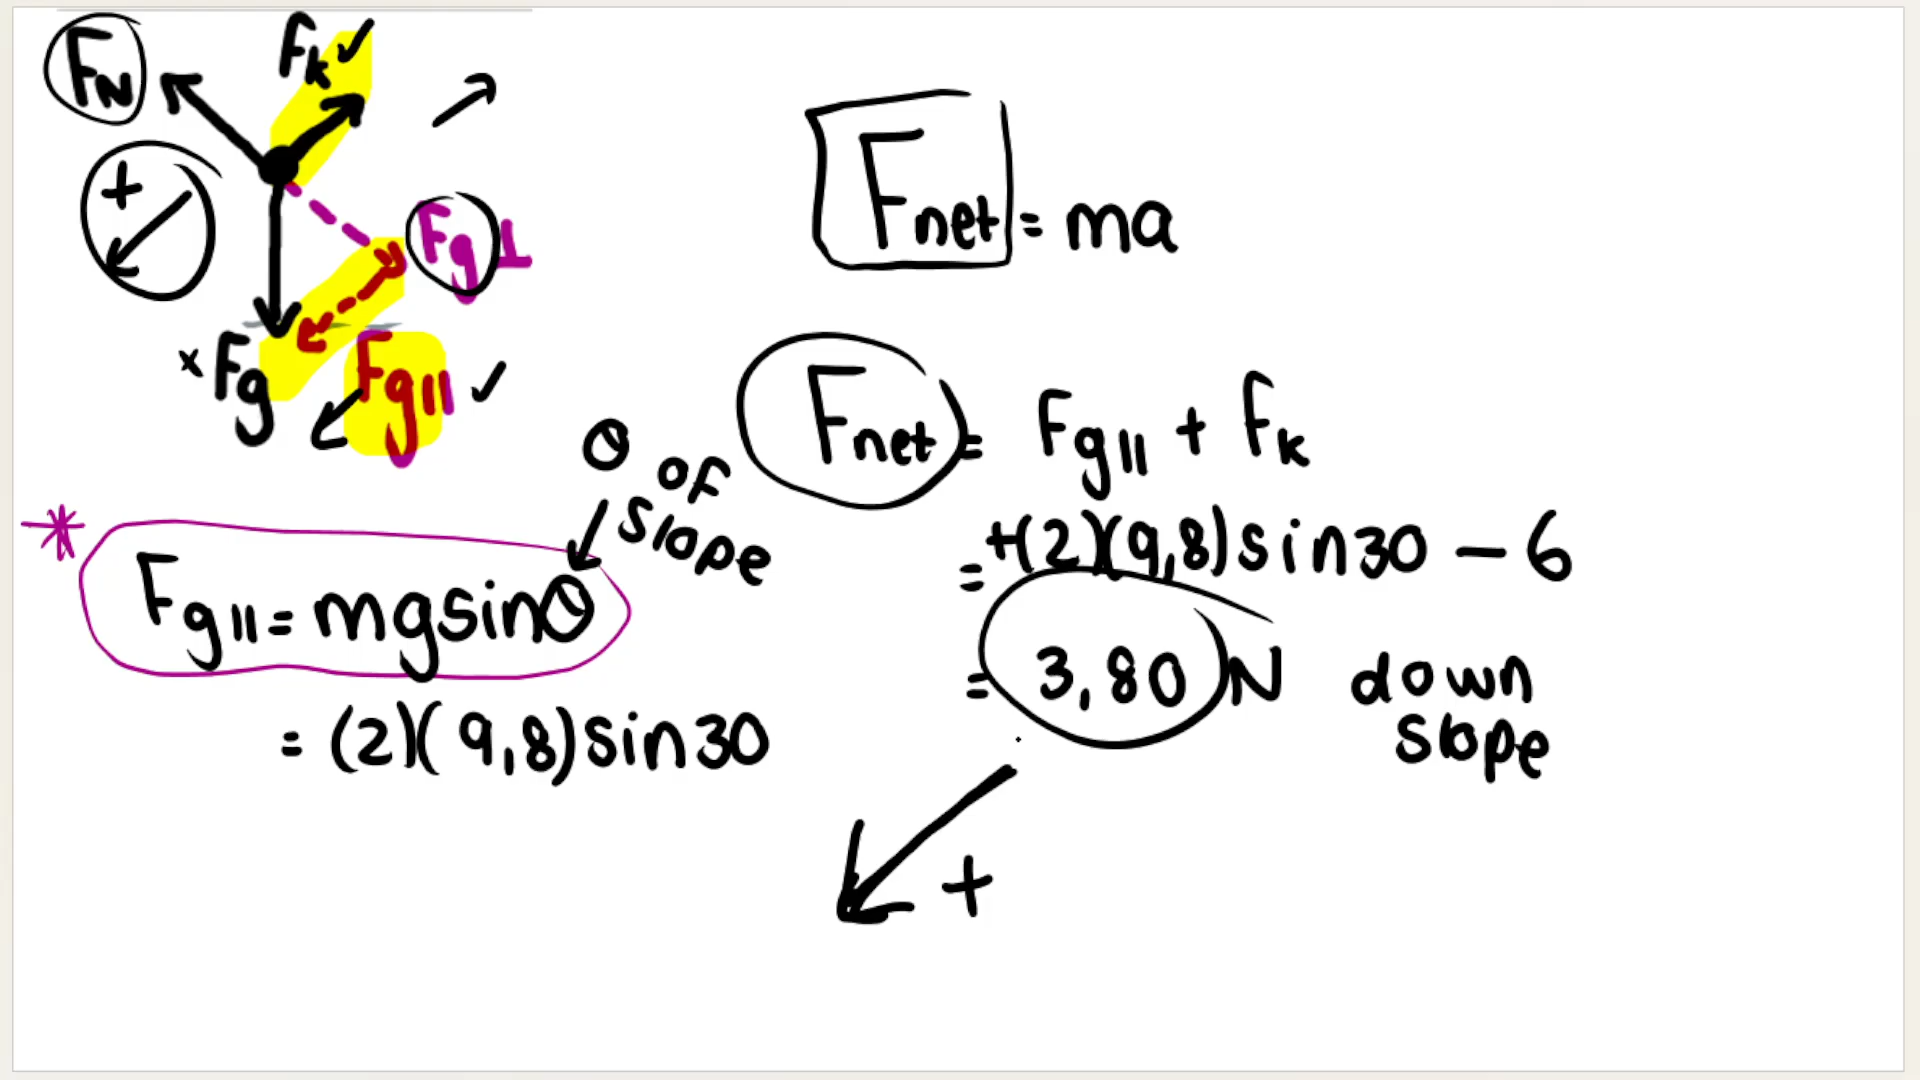 FN
Fk ✓
+
Fg⊥
× Fg
Fg|| ✓
Fnet = ma
θ of slope
Fnet = Fg|| + Fk
= +(2)(9,8)sin30 - 6
= 3,80 N down slope
+
* Fg|| = mgsinθ
= (2)(9,8)sin30